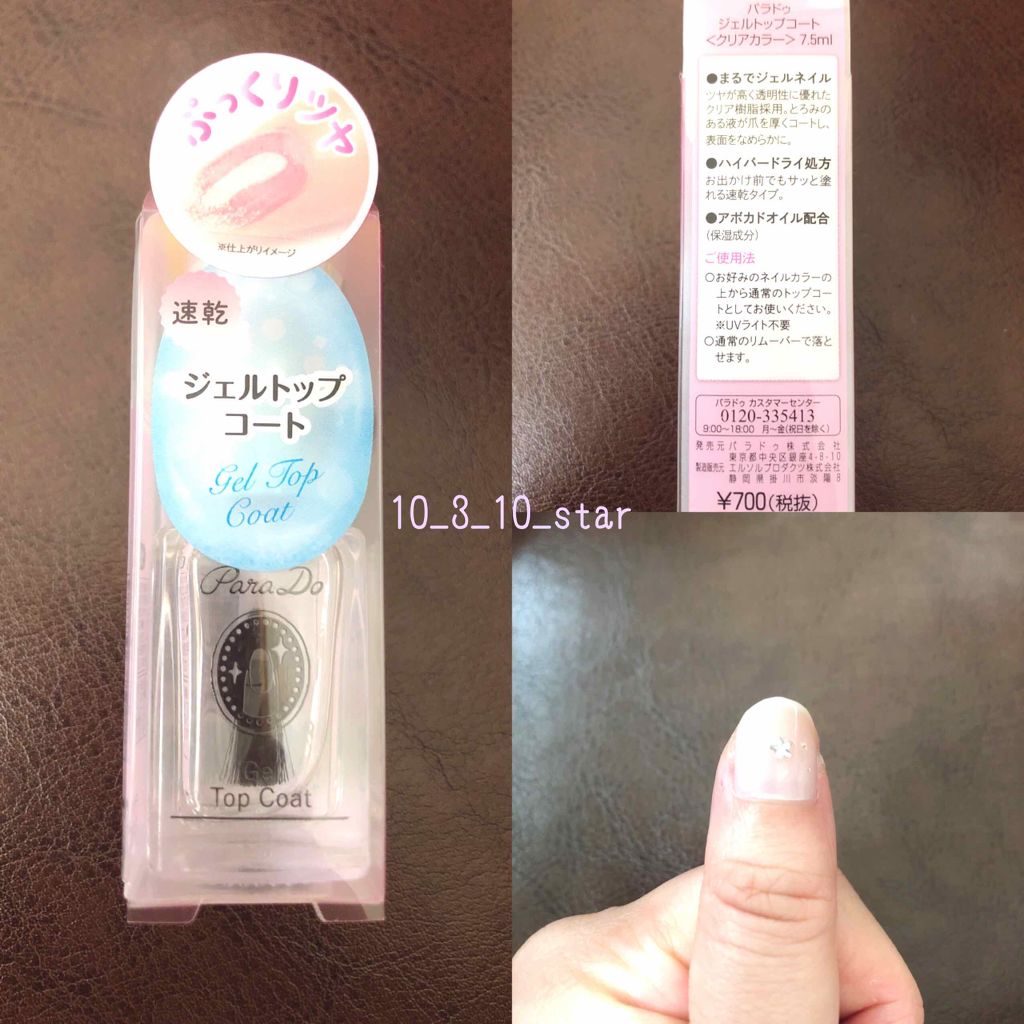 ぷっくりツヤ
※仕上がりイメージ
速乾
ジェルトップ
コート
Gel Top
Coat
ParaDo
Gel
Top Coat
10_3_10_star
パラドゥ
ジェルトップコート
<クリアカラー> 7.5ml
●まるでジェルネイル
ツヤが高く透明性に優れた
クリア樹脂採用。とろみの
ある液が爪を厚くコートし、
表面をなめらかに。
●ハイパードライ処方
お出かけ前でもサッと塗
れる速乾タイプ。
●アボカドオイル配合
(保湿成分)
ご使用法
○お好みのネイルカラーの
上から通常のトップコー
トとしてお使いください。
※UVライト不要
○通常のリムーバーで落と
せます。
パラドゥ カスタマーセンター
0120-335413
9:00～18:00 月～金(祝日を除く)
発売元 パラドゥ株式会社
東京都中央区銀座4-8-10
製造販売元 エルソルプロダクツ株式会社
静岡県掛川市淡陽8
¥700(税抜)